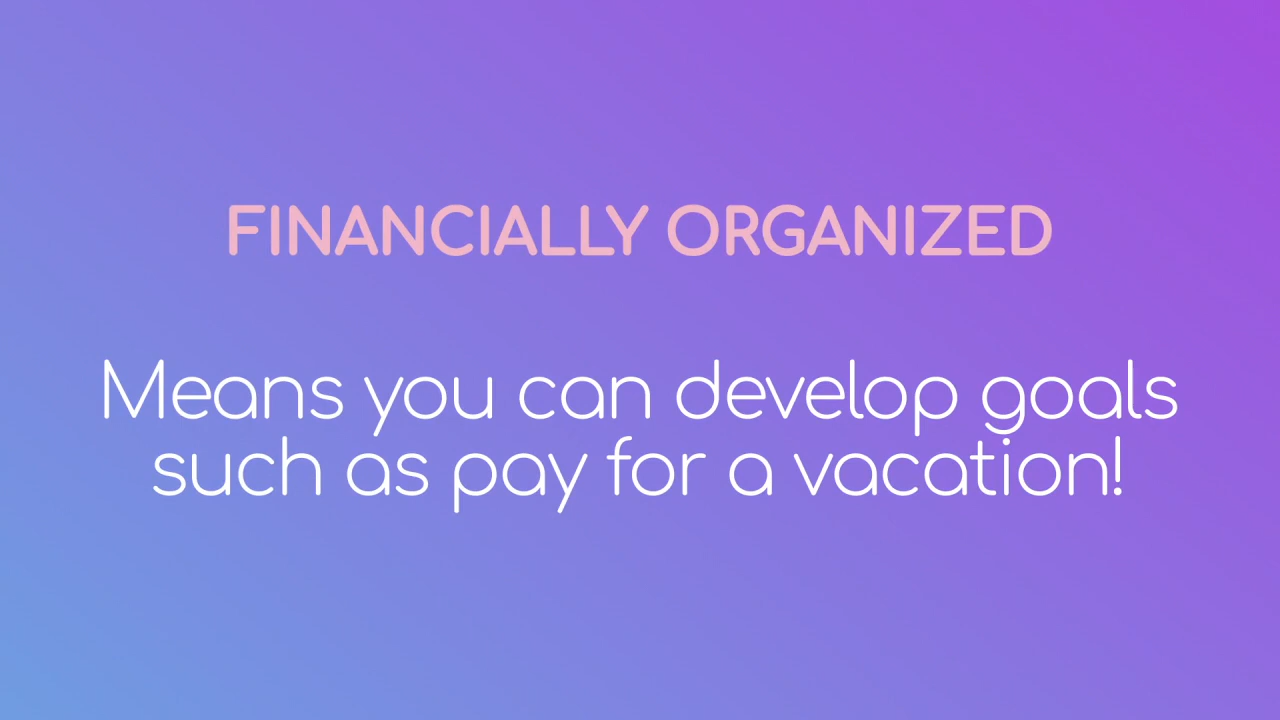 FINANCIALLY ORGANIZED
Means you can develop goals
such as pay for a vacation!